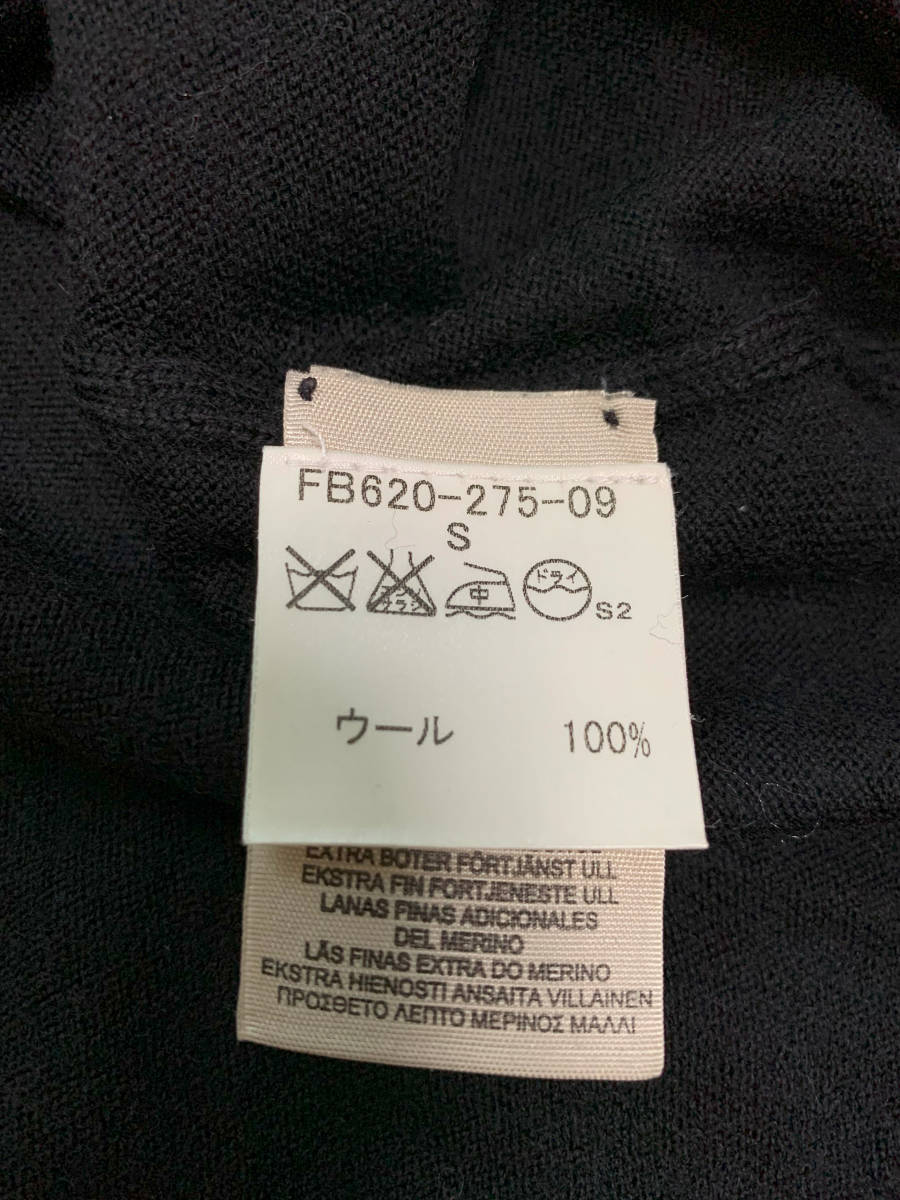 FB620-275-09
S
中 ドライ S2
ウール 100%
EXTRA BOTER FÖRTJÄNST ULL
EKSTRA FIN FORTJENESTE ULL
LANAS FINAS ADICIONALES
DEL MERINO
LÃS FINAS EXTRA DO MERINO
EKSTRA HIENOSTI ANSAITA VILLAINEN
ΠΡΟΣΘΕΤΟ ΛΕΠΤΟ ΜΕΡΙΝΟΣ ΜΑΛΛΙ